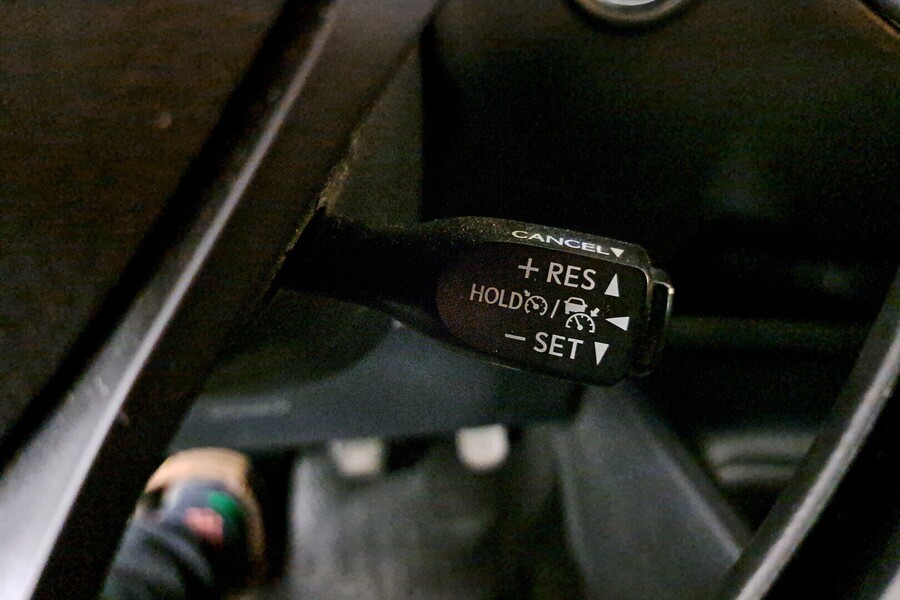 CANCEL▼
+ RES ▲
HOLD / ◀
− SET ▼